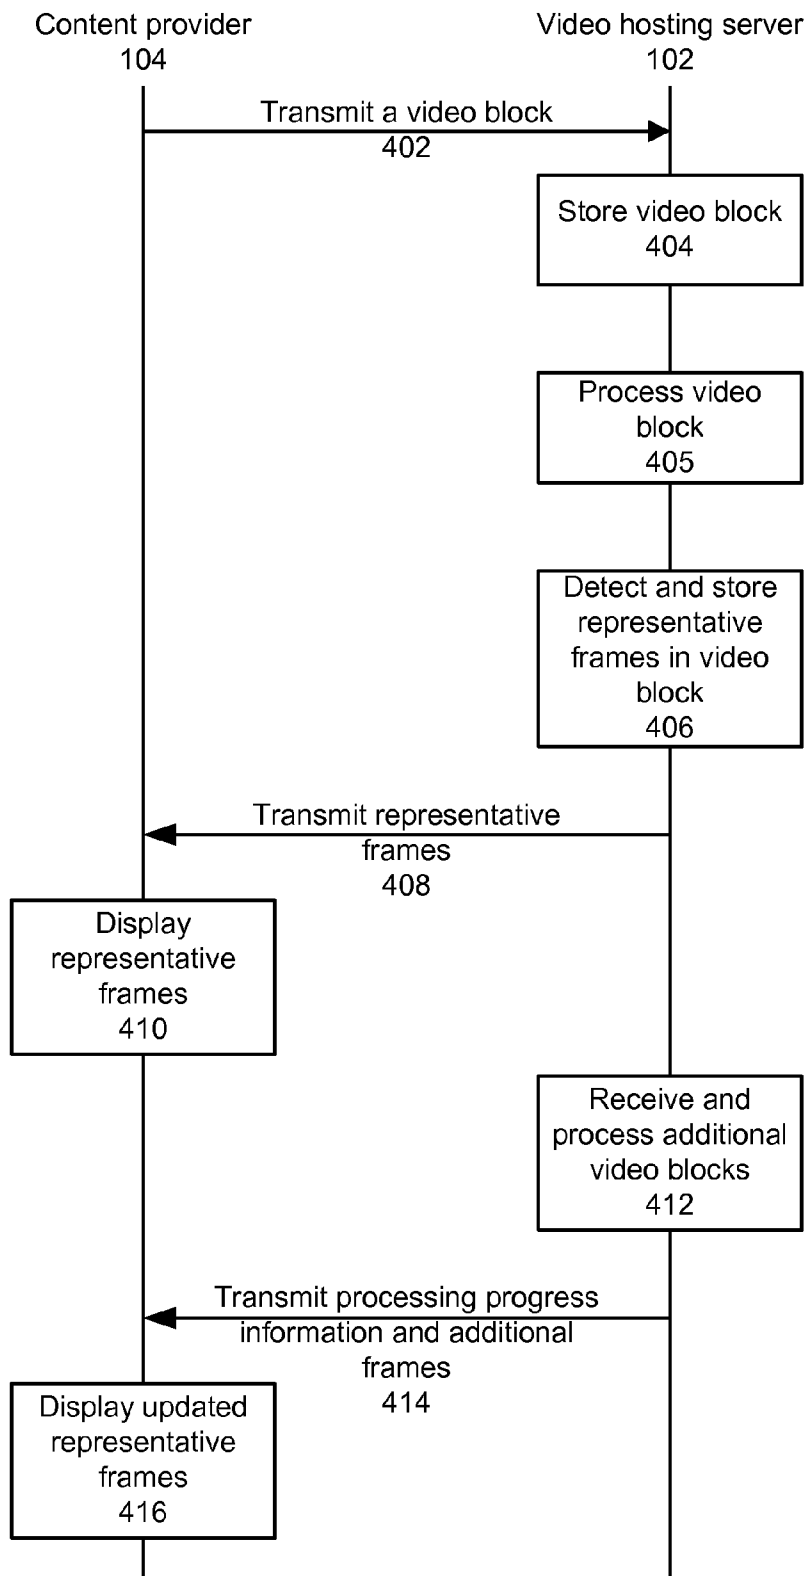 Content provider
104
Video hosting server
102
Transmit a video block
402
Store video block
404
Process video
block
405
Detect and store
representative
frames in video
block
406
Transmit representative
frames
408
Display
representative
frames
410
Receive and
process additional
video blocks
412
Transmit processing progress
information and additional
frames
414
Display updated
representative
frames
416